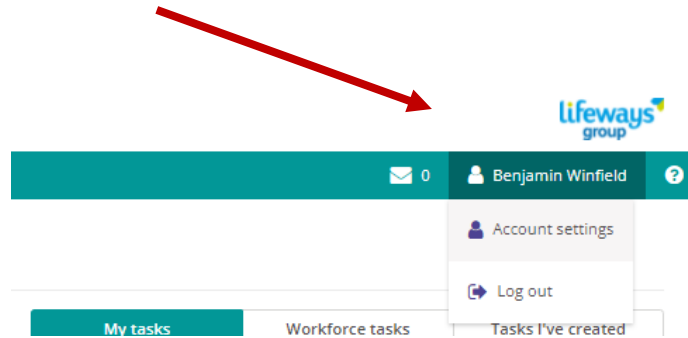 lifeways
group
0 Benjamin Winfield ?
Account settings
Log out
My tasks Workforce tasks Tasks I've created